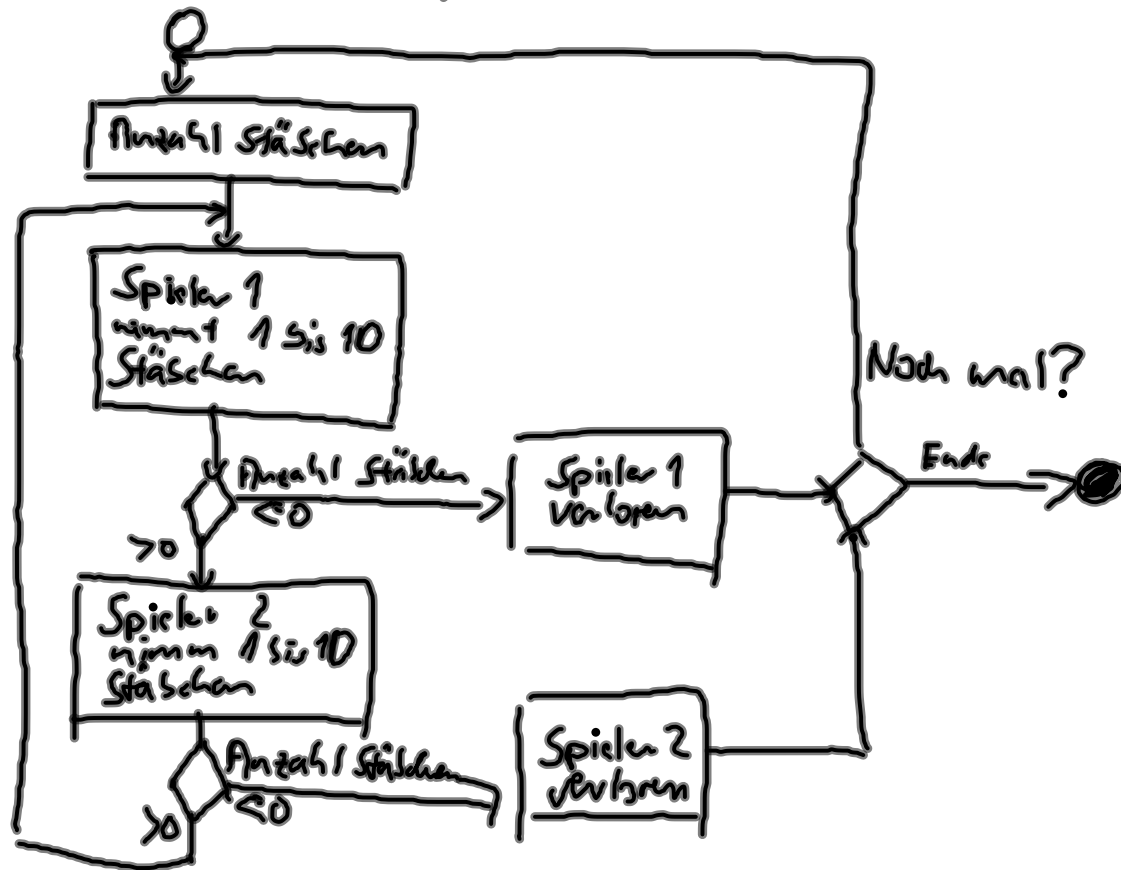 Anzahl Stäbchen
Spieler 1
nimmt 1 bis 10
Stäbchen
Anzahl Stäbchen
<=0
>0
Spieler 1
verloren
Noch mal?
Ende
Spieler 2
nimm 1 bis 10
Stäbchen
Anzahl Stäbchen
<=0
>0
Spieler 2
verloren